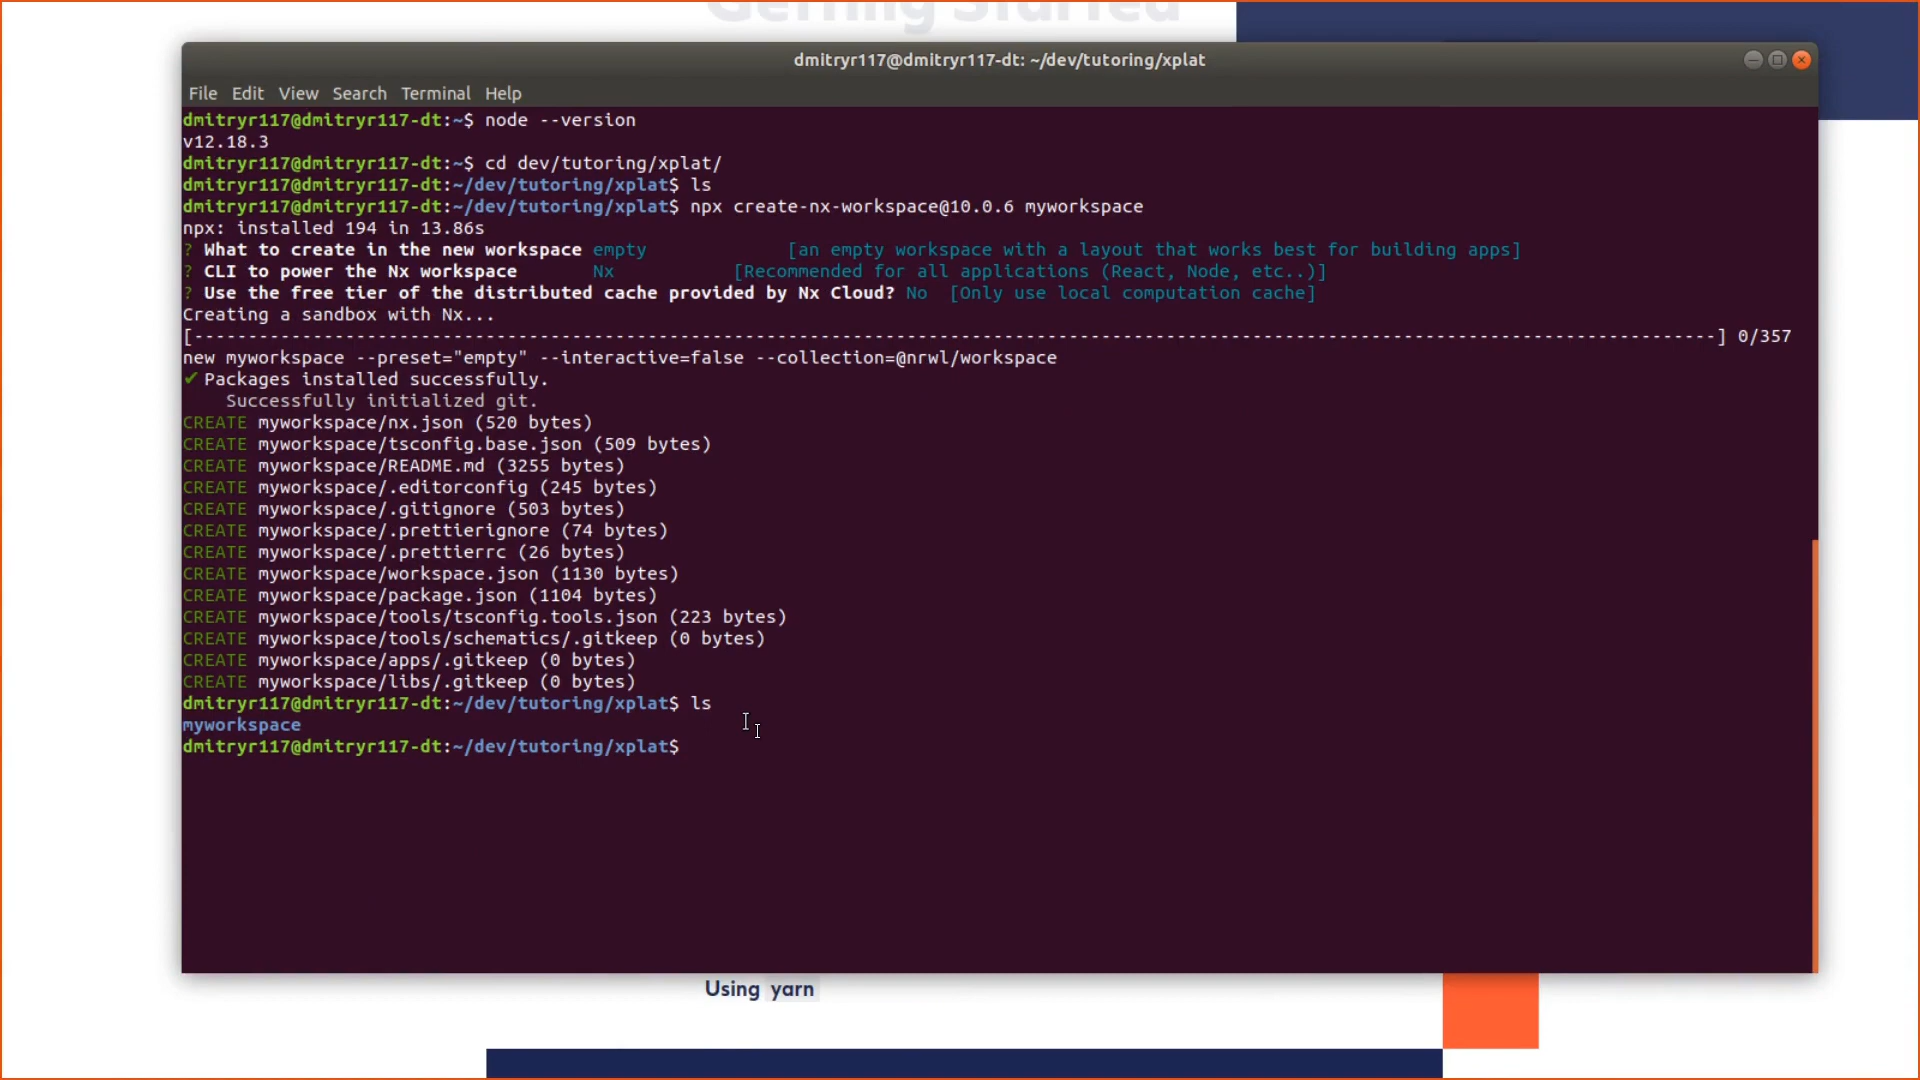 Getting Started
dmitryr117@dmitryr117-dt: ~/dev/tutoring/xplat
File Edit View Search Terminal Help
dmitryr117@dmitryr117-dt:~$ node --version
v12.18.3
dmitryr117@dmitryr117-dt:~$ cd dev/tutoring/xplat/
dmitryr117@dmitryr117-dt:~/dev/tutoring/xplat$ ls
dmitryr117@dmitryr117-dt:~/dev/tutoring/xplat$ npx create-nx-workspace@10.0.6 myworkspace
npx: installed 194 in 13.86s
? What to create in the new workspace empty [an empty workspace with a layout that works best for building apps]
? CLI to power the Nx workspace Nx [Recommended for all applications (React, Node, etc..)]
? Use the free tier of the distributed cache provided by Nx Cloud? No [Only use local computation cache]
Creating a sandbox with Nx...
[----------------------------------------------------------------------------------------------------------------------------------------------] 0/357
new myworkspace --preset="empty" --interactive=false --collection=@nrwl/workspace
✔ Packages installed successfully.
Successfully initialized git.
CREATE myworkspace/nx.json (520 bytes)
CREATE myworkspace/tsconfig.base.json (509 bytes)
CREATE myworkspace/README.md (3255 bytes)
CREATE myworkspace/.editorconfig (245 bytes)
CREATE myworkspace/.gitignore (503 bytes)
CREATE myworkspace/.prettierignore (74 bytes)
CREATE myworkspace/.prettierrc (26 bytes)
CREATE myworkspace/workspace.json (1130 bytes)
CREATE myworkspace/package.json (1104 bytes)
CREATE myworkspace/tools/tsconfig.tools.json (223 bytes)
CREATE myworkspace/tools/schematics/.gitkeep (0 bytes)
CREATE myworkspace/apps/.gitkeep (0 bytes)
CREATE myworkspace/libs/.gitkeep (0 bytes)
dmitryr117@dmitryr117-dt:~/dev/tutoring/xplat$ ls
myworkspace
dmitryr117@dmitryr117-dt:~/dev/tutoring/xplat$
Using yarn